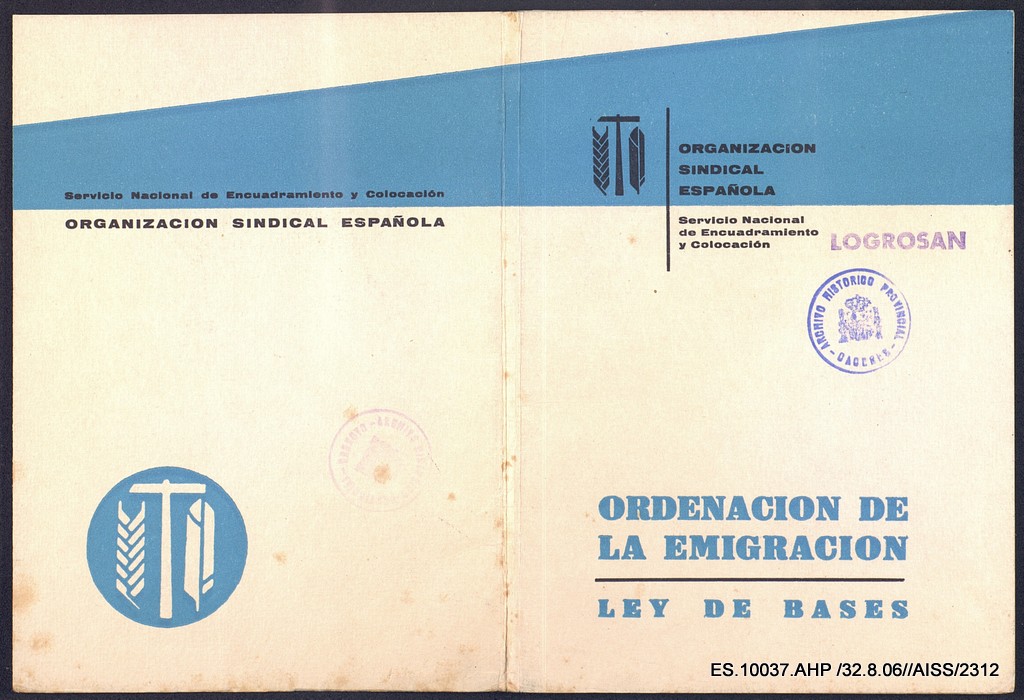 Servicio Nacional de Encuadramiento y Colocación
ORGANIZACION SINDICAL ESPAÑOLA
ORGANIZACION
SINDICAL
ESPAÑOLA
Servicio Nacional
de Encuadramiento
y Colocación
LOGROSAN
ARCHIVO HISTORICO PROVINCIAL
- CACERES -
ORDENACION DE
LA EMIGRACION
LEY DE BASES
ES.10037.AHP /32.8.06//AISS/2312